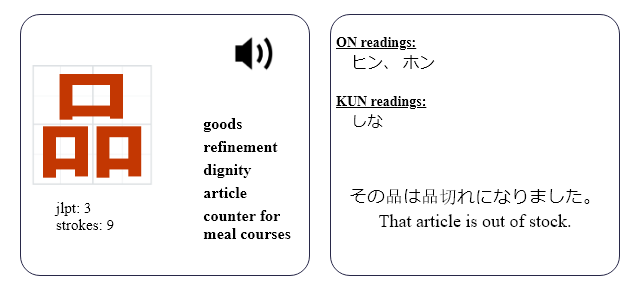 品
jlpt: 3
strokes: 9
goods
refinement
dignity
article
counter for
meal courses
ON readings:
ヒン、 ホン
KUN readings:
しな
その品は品切れになりました。
That article is out of stock.